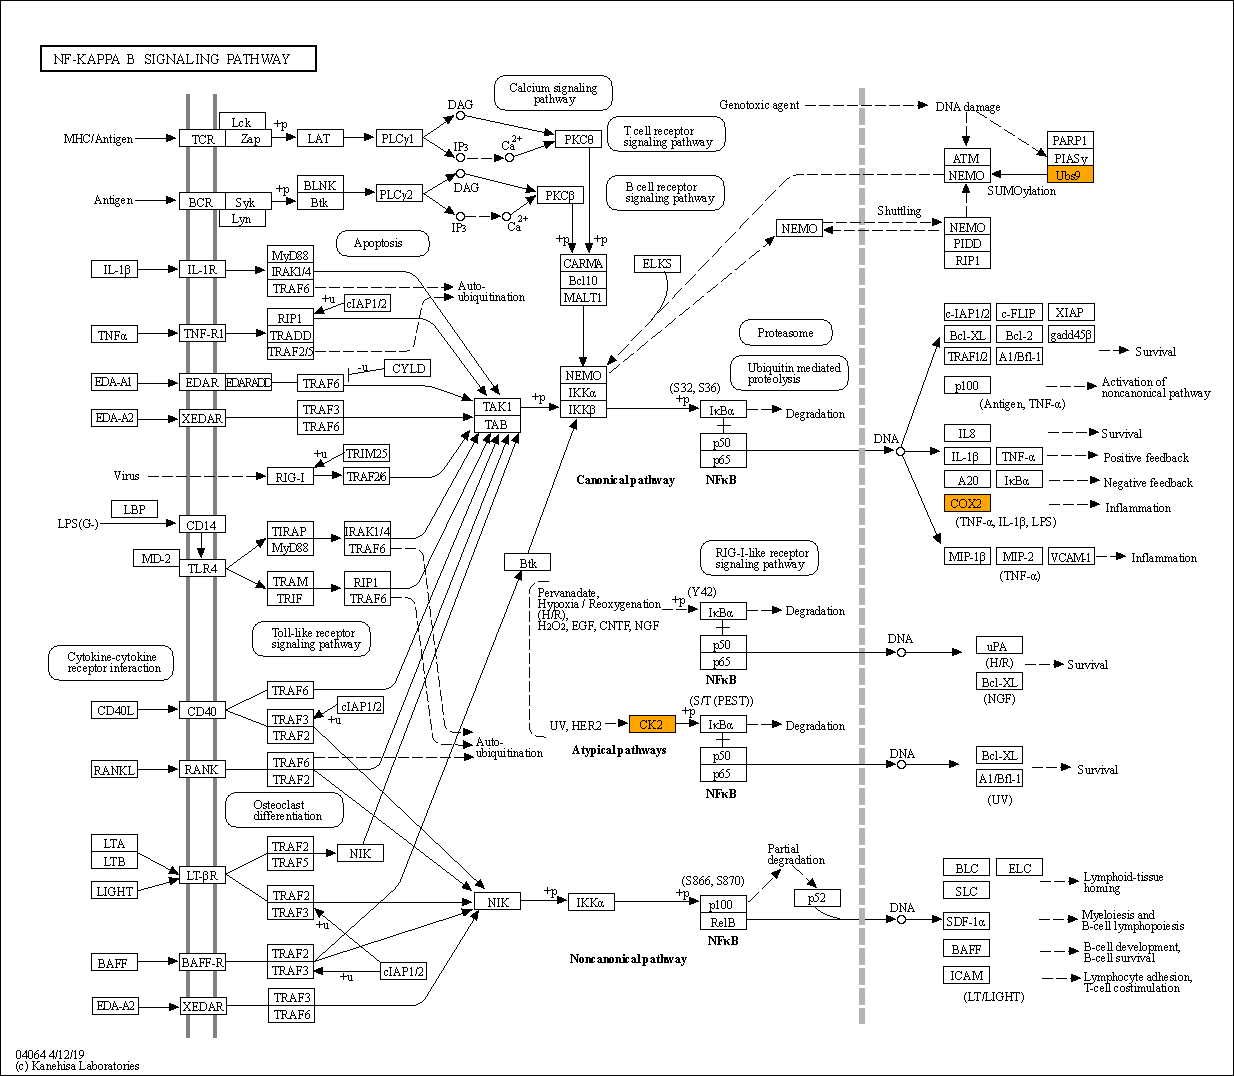 NF-KAPPA B SIGNALING PATHWAY
Calcium signaling
pathway
T cell receptor
signaling pathway
B cell receptor
signaling pathway
MHC/Antigen
TCR
Lck
Zap
+p
LAT
PLCγ1
DAG
IP3
Ca2+
PKCθ
Antigen
BCR
Syk
Lyn
+p
BLNK
Btk
PLCγ2
DAG
IP3
Ca2+
PKCβ
+p
+p
CARMA
Bcl10
MALT1
ELKS
Genotoxic agent
DNA damage
ATM
NEMO
PARP1
PIASy
Ubs9
SUMOylation
NEMO
Shuttling
NEMO
PIDD
RIP1
Apoptosis
IL-1β
IL-1R
MyD88
IRAK1/4
TRAF6
Auto-
ubiquitination
TNFα
TNF-R1
RIP1
TRADD
TRAF2/5
+u
cIAP1/2
EDA-A1
EDAR
EDARADD
TRAF6
-u
CYLD
EDA-A2
XEDAR
TRAF3
TRAF6
TAK1
TAB
+p
NEMO
IKKα
IKKβ
Proteasome
Ubiquitin mediated
proteolysis
(S32, S36)
+p
IκBα
Degradation
p50
p65
NFκB
Canonical pathway
DNA
c-IAP1/2
c-FLIP
XIAP
Bcl-XL
Bcl-2
gadd45β
TRAF1/2
A1/Bfl-1
Survival
p100
(Antigen, TNF-α)
Activation of
noncanonical pathway
IL8
Survival
IL-1β
TNF-α
Positive feedback
A20
IκBα
Negative feedback
COX2
Inflammation
(TNF-α, IL-1β, LPS)
MIP-1β
MIP-2
VCAM-1
Inflammation
(TNF-α)
Virus
RIG-I
+u
TRIM25
TRAF2/6
LPS(G-)
LBP
CD14
MD-2
TLR4
TIRAP
MyD88
IRAK1/4
TRAF6
TRAM
TRIF
RIP1
TRAF6
Toll-like receptor
signaling pathway
Cytokine-cytokine
receptor interaction
Btk
RIG-I-like receptor
signaling pathway
Pervanadate,
Hypoxia / Reoxygenation
(H/R),
H2O2, EGF, CNTF, NGF
+p
(Y42)
IκBα
Degradation
p50
p65
NFκB
DNA
uPA
(H/R)
Bcl-XL
(NGF)
Survival
CD40L
CD40
TRAF6
TRAF3
TRAF2
+u
cIAP1/2
UV, HER2
CK2
+p
(S/T (PEST))
IκBα
Degradation
p50
p65
NFκB
Atypical pathways
DNA
Bcl-XL
A1/Bfl-1
(UV)
Survival
Auto-
ubiquitination
RANKL
RANK
TRAF6
TRAF2
Osteoclast
differentiation
LTA
LTB
LIGHT
LT-βR
TRAF2
TRAF5
NIK
TRAF2
TRAF3
+u
NIK
+p
IKKα
+p
(S866, S870)
p100
RelB
NFκB
Partial
degradation
p52
DNA
Noncanonical pathway
BLC
ELC
SLC
Lymphoid-tissue
homing
SDF-1α
Myeloiesis and
B-cell lymphopoiesis
BAFF
B-cell development,
B-cell survival
ICAM
Lymphocyte adhesion,
T-cell costimulation
(LT/LIGHT)
BAFF
BAFF-R
TRAF2
TRAF3
+u
cIAP1/2
EDA-A2
XEDAR
TRAF3
TRAF6
04064 4/12/19
(c) Kanehisa Laboratories